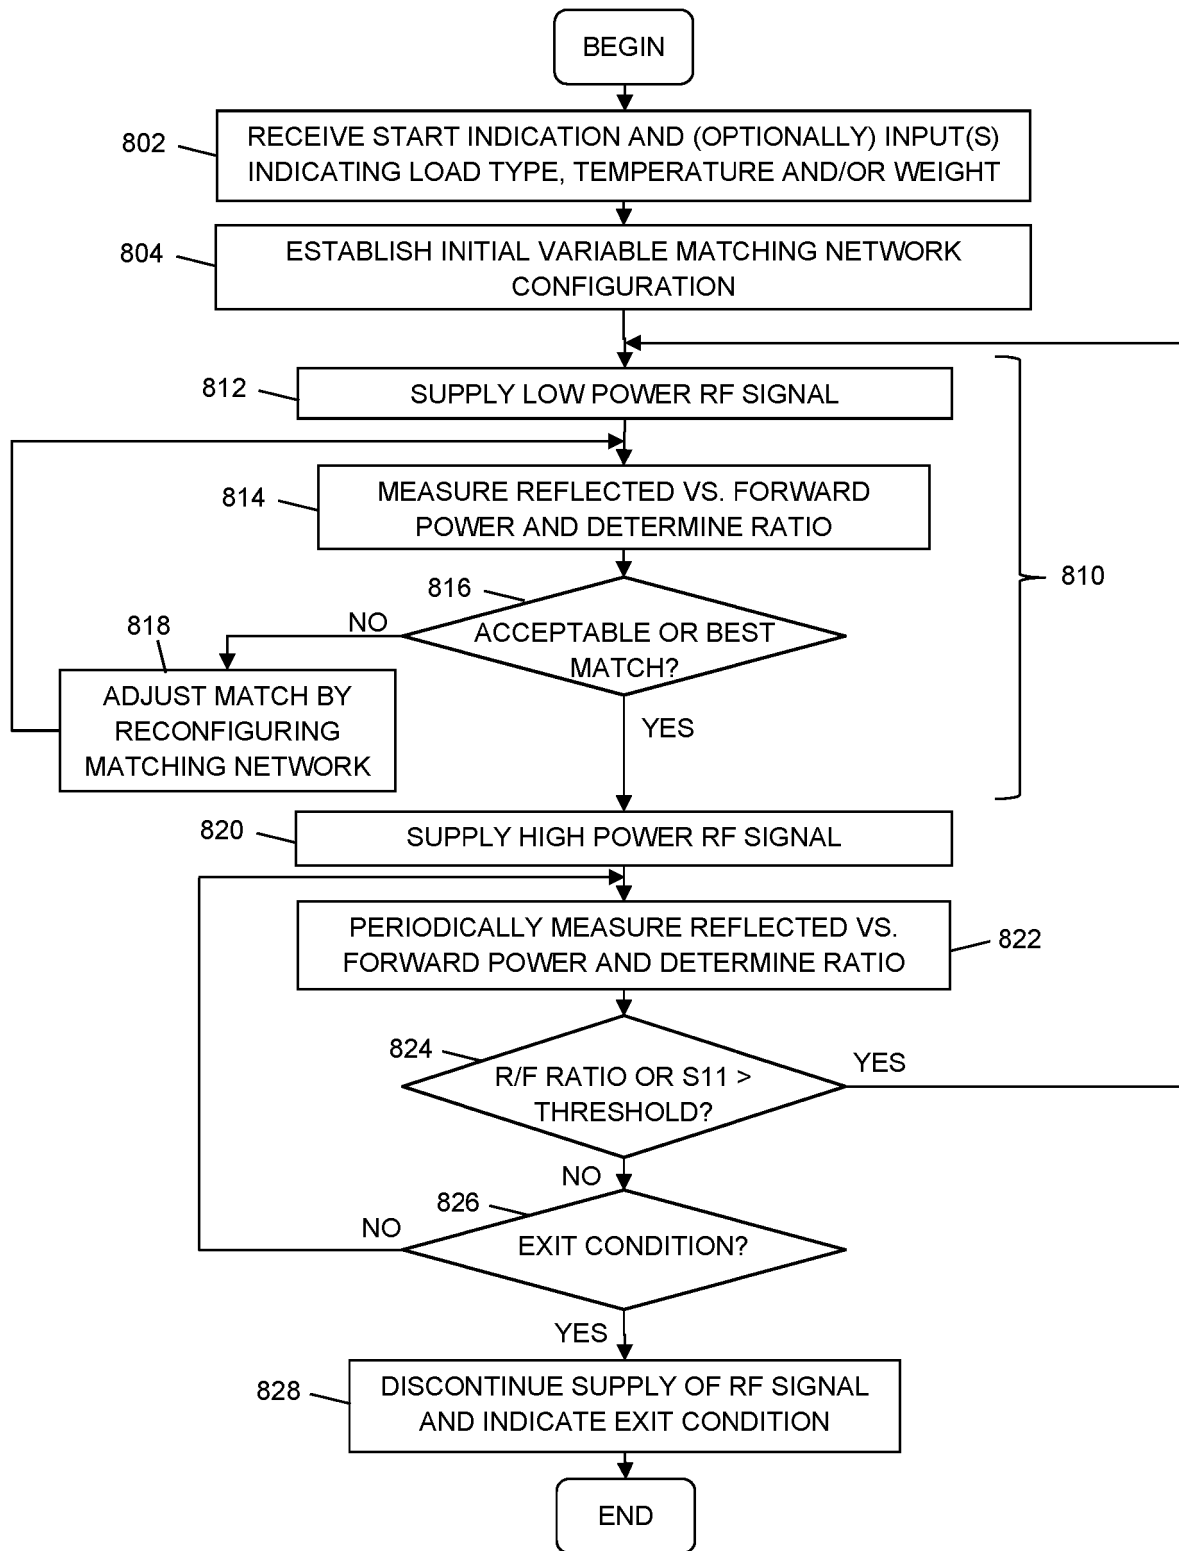 BEGIN
802
RECEIVE START INDICATION AND (OPTIONALLY) INPUT(S)
INDICATING LOAD TYPE, TEMPERATURE AND/OR WEIGHT
804
ESTABLISH INITIAL VARIABLE MATCHING NETWORK
CONFIGURATION
812
SUPPLY LOW POWER RF SIGNAL
814
MEASURE REFLECTED VS. FORWARD
POWER AND DETERMINE RATIO
810
816
ACCEPTABLE OR BEST
MATCH?
NO
818
ADJUST MATCH BY
RECONFIGURING
MATCHING NETWORK
YES
820
SUPPLY HIGH POWER RF SIGNAL
PERIODICALLY MEASURE REFLECTED VS.
FORWARD POWER AND DETERMINE RATIO
822
824
R/F RATIO OR S11 >
THRESHOLD?
YES
NO
826
EXIT CONDITION?
NO
YES
828
DISCONTINUE SUPPLY OF RF SIGNAL
AND INDICATE EXIT CONDITION
END